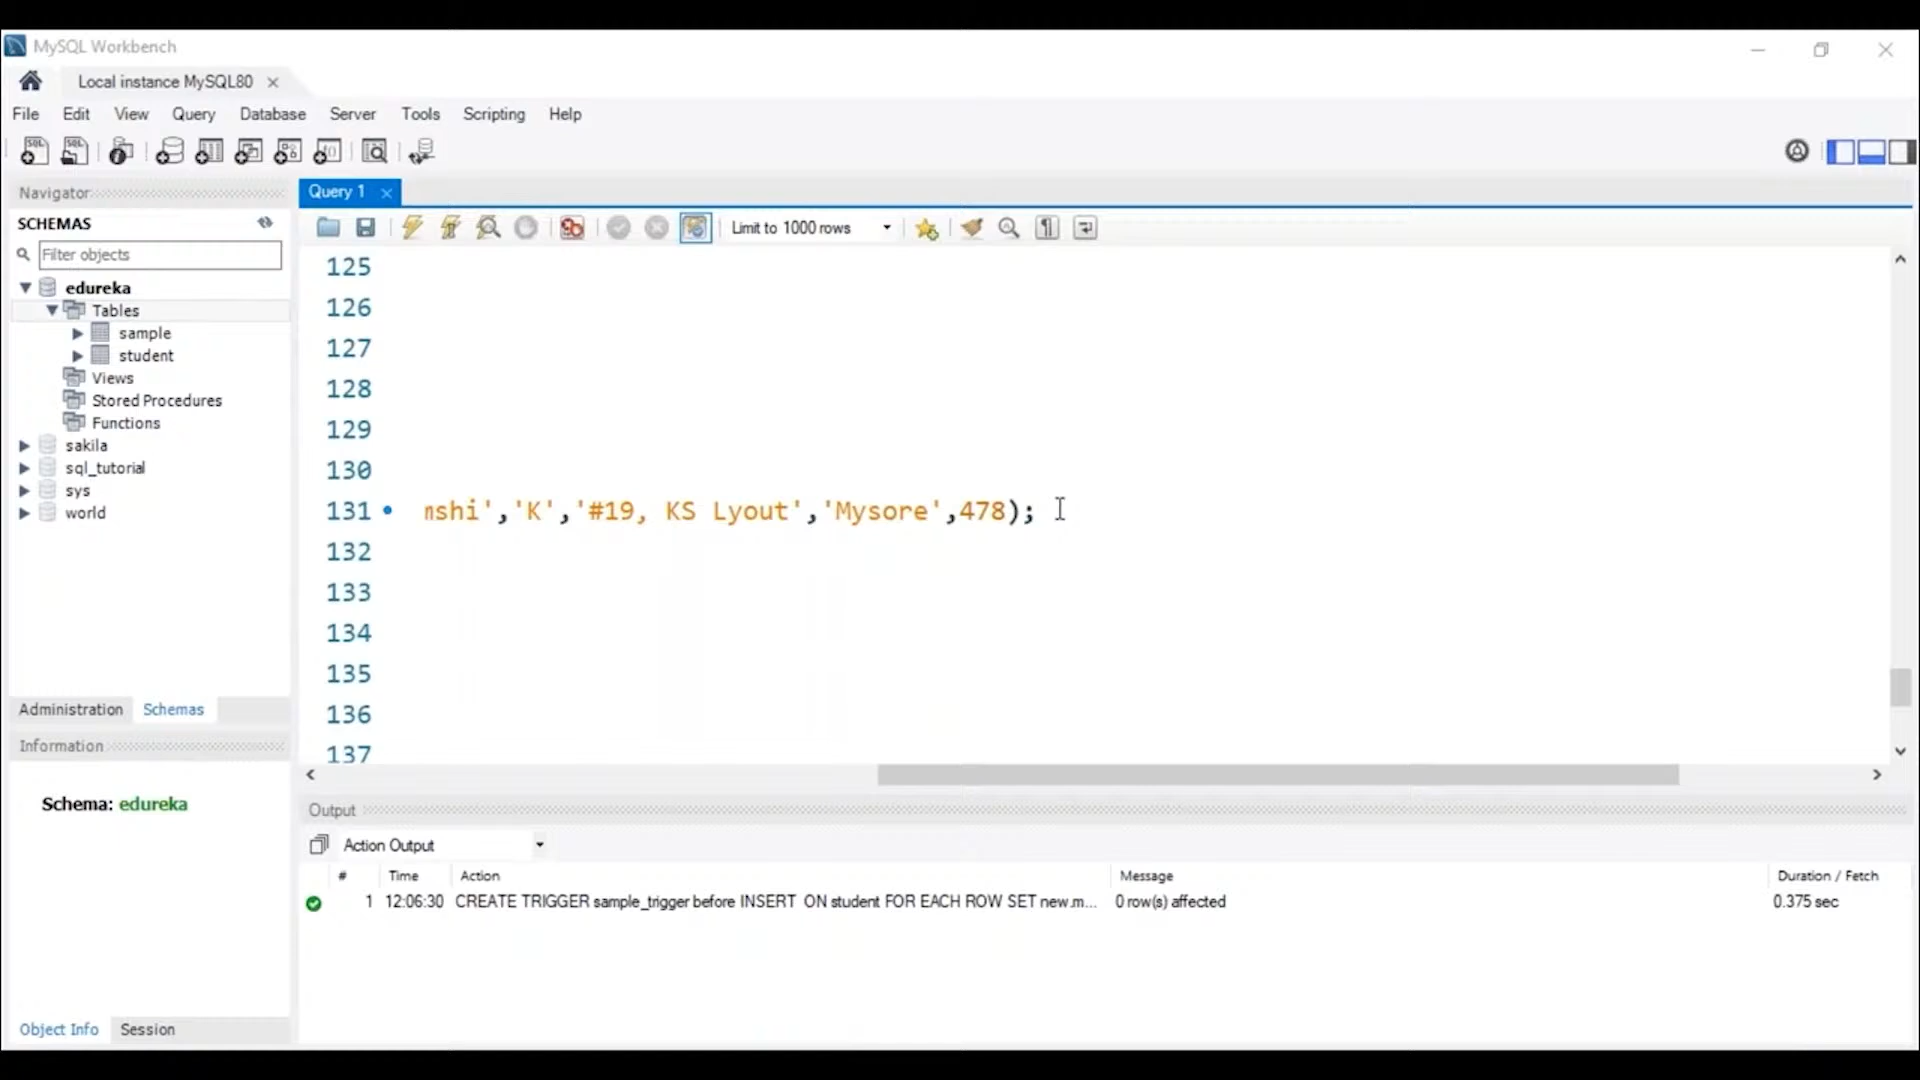 MySQL Workbench
Local instance MySQL80
File Edit View Query Database Server Tools Scripting Help
Navigator
SCHEMAS
Filter objects
edureka
Tables
sample
student
Views
Stored Procedures
Functions
sakila
sql_tutorial
sys
world
Administration Schemas
Information
Schema: edureka
Object Info Session
Query 1
Limit to 1000 rows
125
126
127
128
129
130
131 nshi','K','#19, KS Lyout','Mysore',478);
132
133
134
135
136
137
Output
Action Output
# Time Action Message Duration / Fetch
1 12:06:30 CREATE TRIGGER sample_trigger before INSERT ON student FOR EACH ROW SET new.m... 0 row(s) affected 0.375 sec